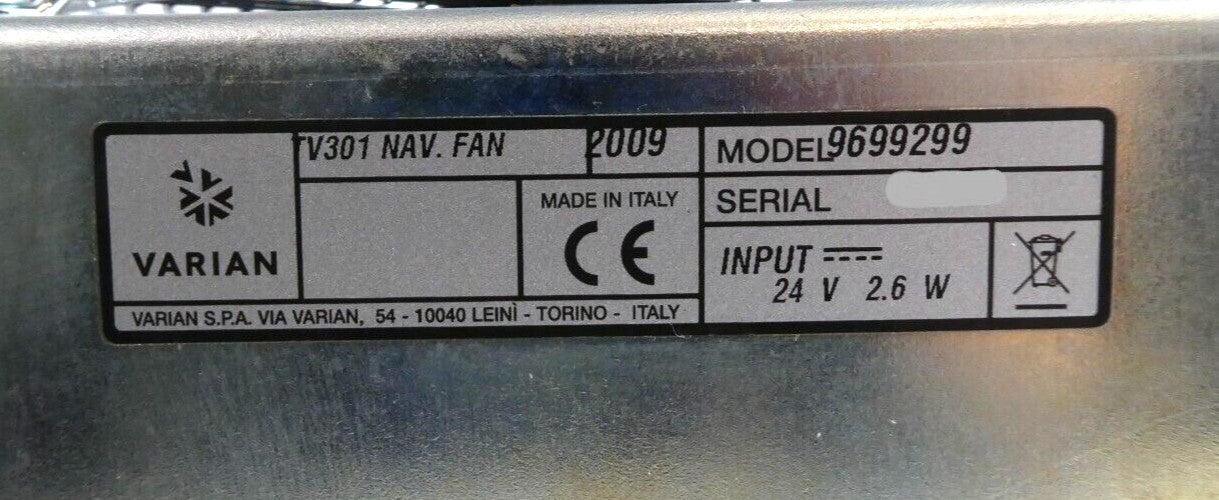 TV301 NAV. FAN 2009
MODEL 9699299
VARIAN
MADE IN ITALY
CE
SERIAL
INPUT
24 V 2.6 W
VARIAN S.P.A. VIA VARIAN, 54 - 10040 LEINÌ - TORINO - ITALY